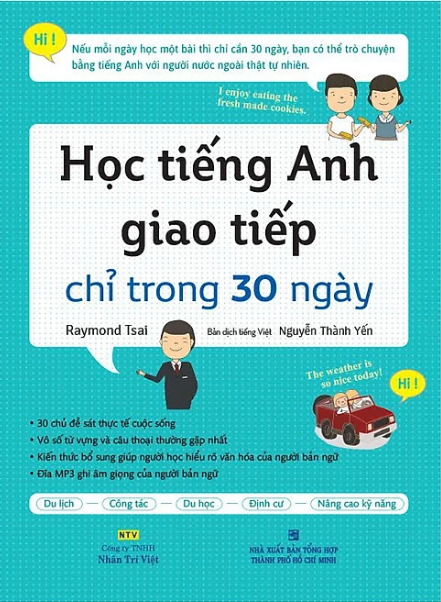 Hi !
Nếu mỗi ngày học một bài thì chỉ cần 30 ngày, bạn có thể trò chuyện
bằng tiếng Anh với người nước ngoài thật tự nhiên.
I enjoy eating the
fresh made cookies.
Học tiếng Anh
giao tiếp
chỉ trong 30 ngày
Raymond Tsai
Bản dịch tiếng Việt Nguyễn Thành Yến
The weather is
so nice today!
Hi !
• 30 chủ đề sát thực tế cuộc sống
• Vô số từ vựng và câu thoại thường gặp nhất
• Kiến thức bổ sung giúp người học hiểu rõ văn hóa của người bản ngữ
• Đĩa MP3 ghi âm giọng của người bản ngữ
Du lịch — Công tác — Du học — Định cư — Nâng cao kỹ năng
NTV
Công ty TNHH
Nhân Trí Việt
NHÀ XUẤT BẢN TỔNG HỢP
THÀNH PHỐ HỒ CHÍ MINH